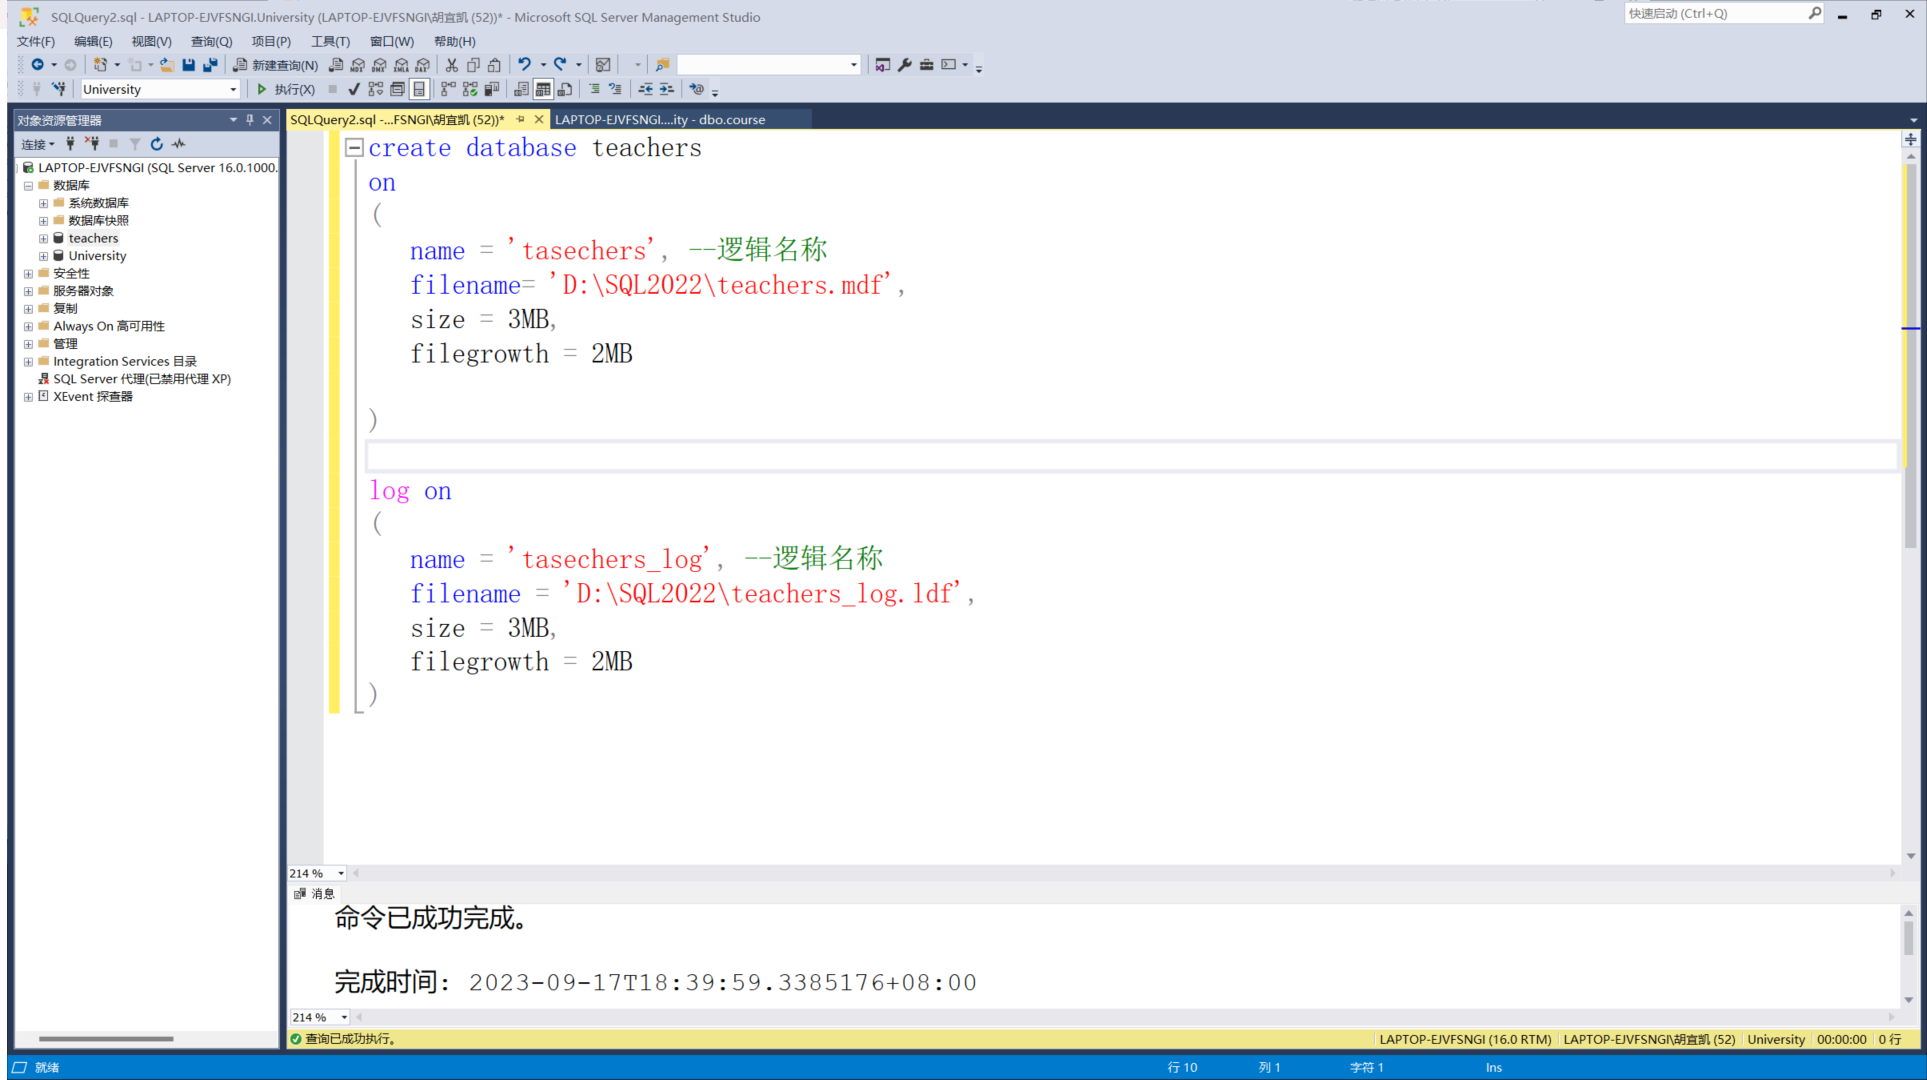 SQLQuery2.sql - LAPTOP-EJVFSNGI.University (LAPTOP-EJVFSNGI\胡宜凯 (52))* - Microsoft SQL Server Management Studio
快速启动 (Ctrl+Q)
文件(F) 编辑(E) 视图(V) 查询(Q) 项目(P) 工具(T) 窗口(W) 帮助(H)
新建查询(N)
University 执行(X)
对象资源管理器
连接
LAPTOP-EJVFSNGI (SQL Server 16.0.1000.
数据库
系统数据库
数据库快照
teachers
University
安全性
服务器对象
复制
Always On 高可用性
管理
Integration Services 目录
SQL Server 代理(已禁用代理 XP)
XEvent 探查器
SQLQuery2.sql -...FSNGI\胡宜凯 (52))* LAPTOP-EJVFSNGI....ity - dbo.course
create database teachers
on
(
name = 'tasechers', --逻辑名称
filename= 'D:\SQL2022\teachers.mdf',
size = 3MB,
filegrowth = 2MB
)
log on
(
name = 'tasechers_log', --逻辑名称
filename = 'D:\SQL2022\teachers_log.ldf',
size = 3MB,
filegrowth = 2MB
)
214 %
消息
命令已成功完成。
完成时间: 2023-09-17T18:39:59.3385176+08:00
214 %
查询已成功执行。 LAPTOP-EJVFSNGI (16.0 RTM) LAPTOP-EJVFSNGI\胡宜凯 (52) University 00:00:00 0 行
就绪 行 10 列 1 字符 1 Ins